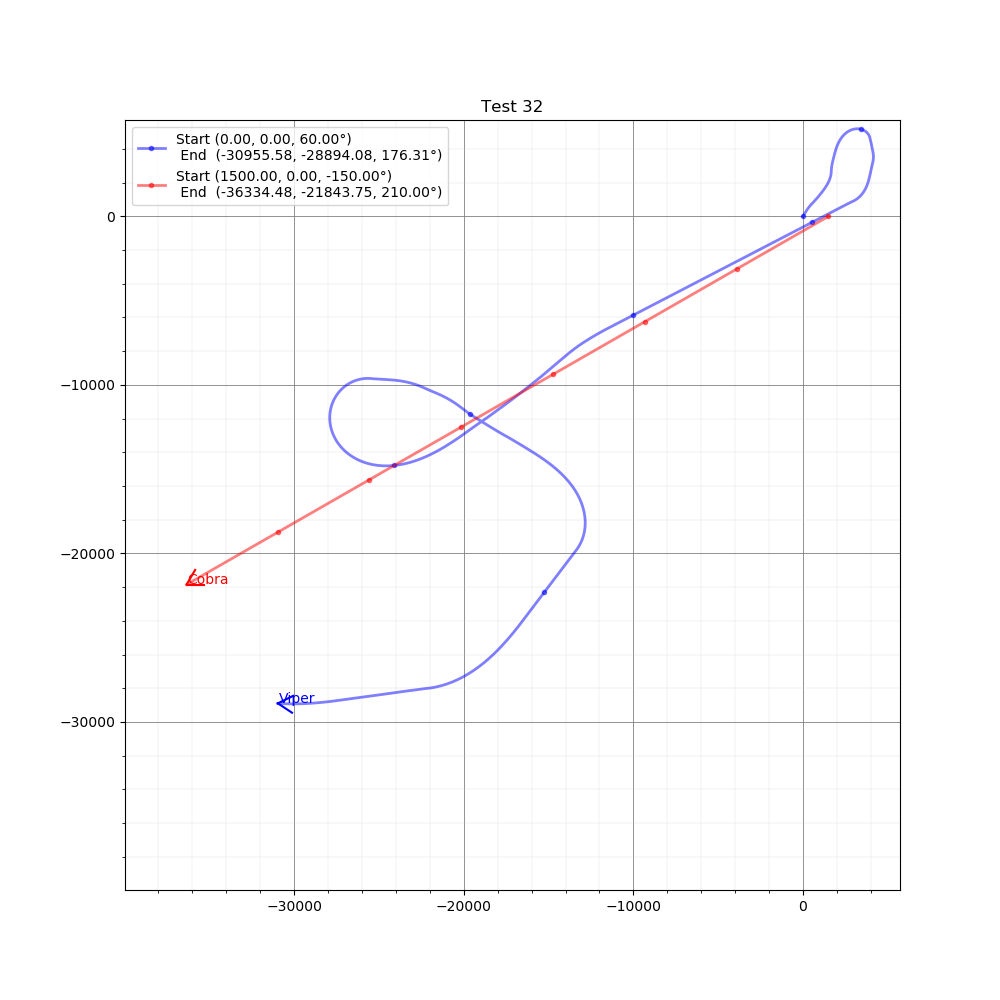 Test 32
Start (0.00, 0.00, 60.00°)
End (-30955.58, -28894.08, 176.31°)
Start (1500.00, 0.00, -150.00°)
End (-36334.48, -21843.75, 210.00°)
0
−10000
−20000
−30000
Cobra
Viper
−30000 −20000 −10000 0